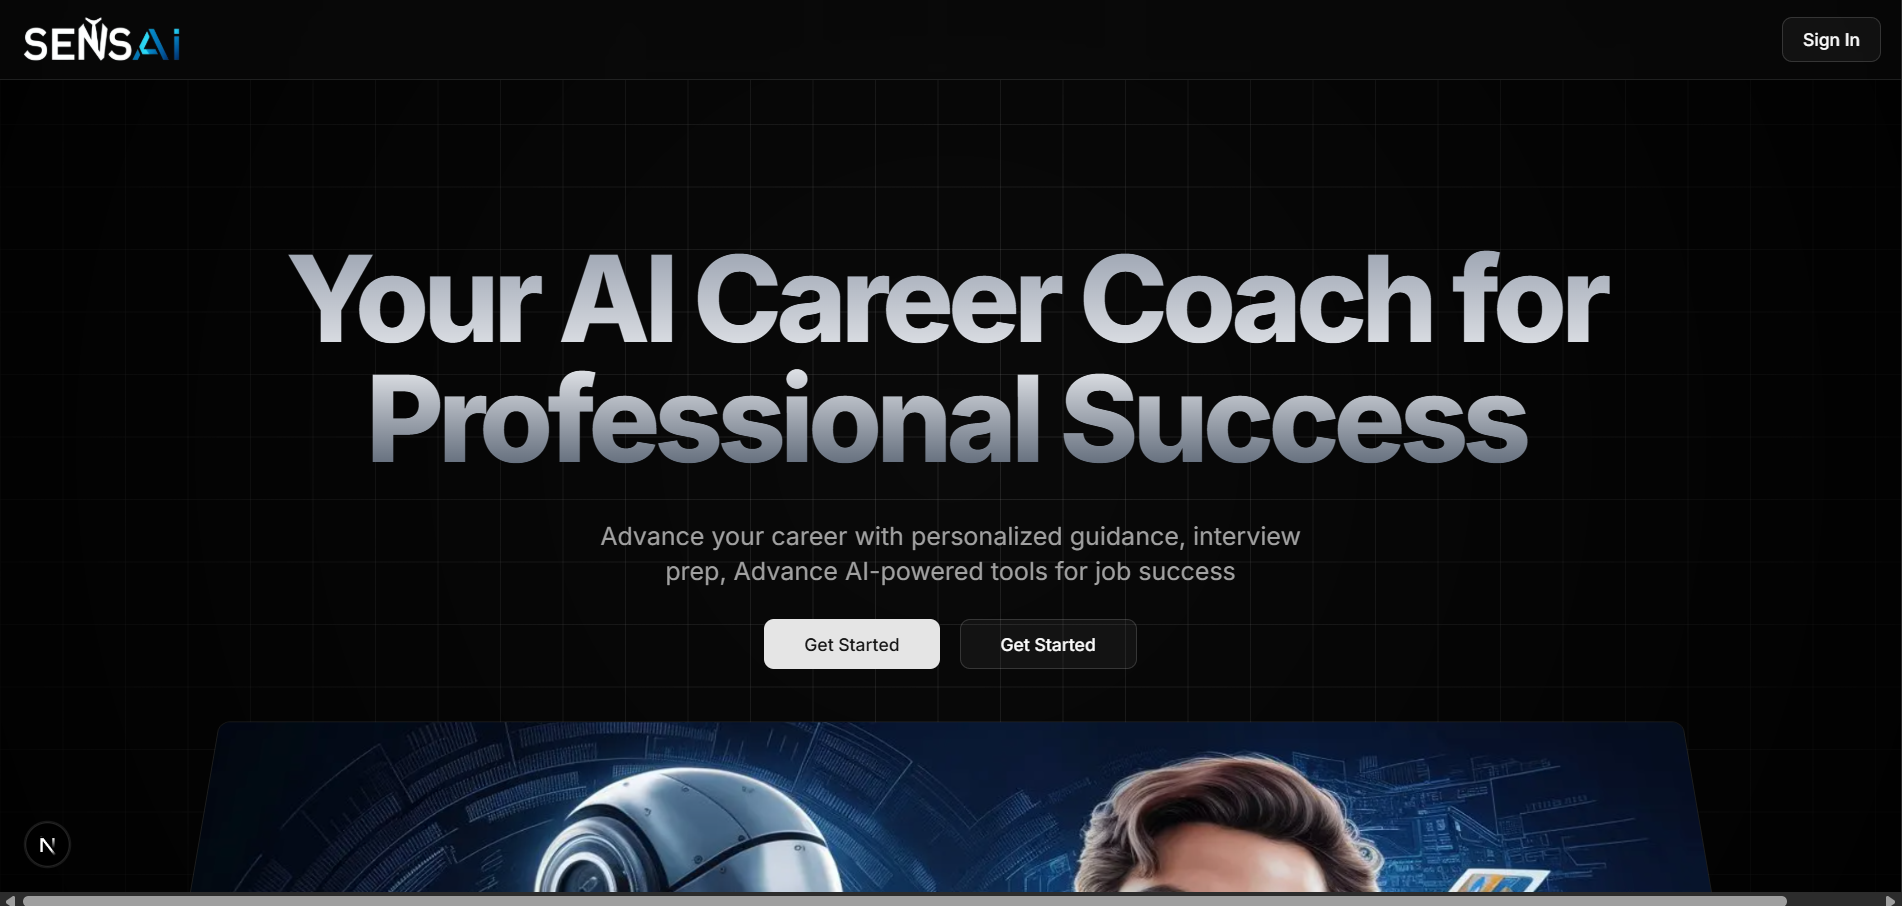 SENSAi
Sign In
Your AI Career Coach for
Professional Success
Advance your career with personalized guidance, interview
prep, Advance AI-powered tools for job success
Get Started
Get Started
N